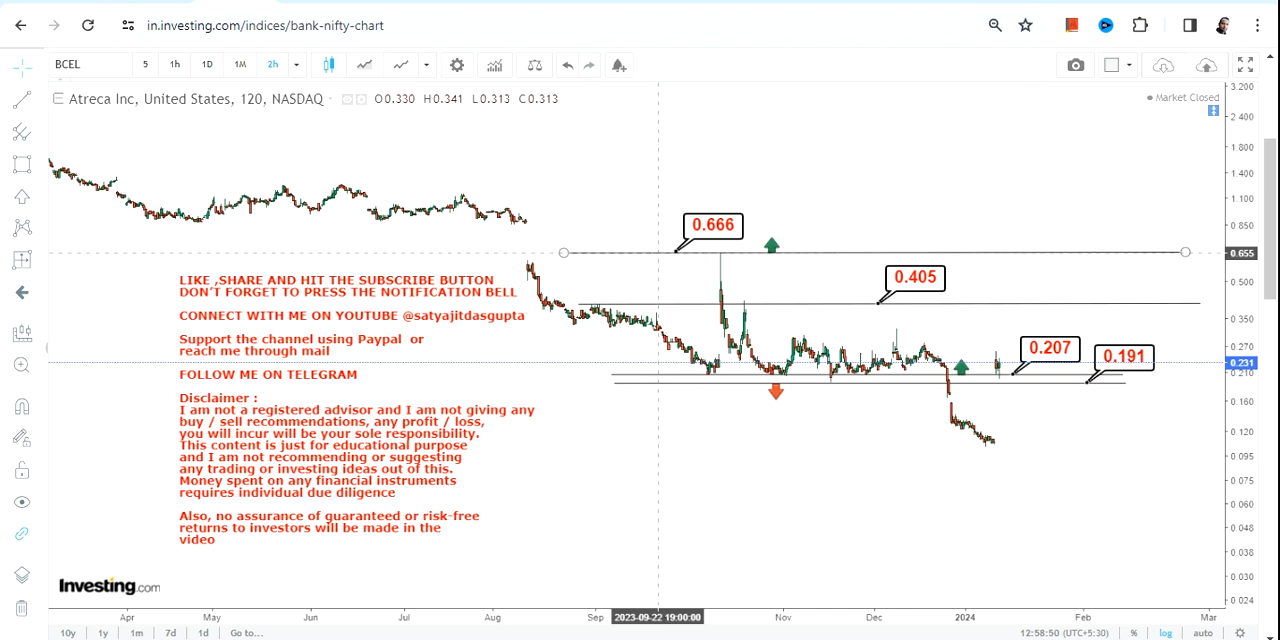 in.investing.com/indices/bank-nifty-chart
BCEL 5 1h 1D 1M 2h
Atreca Inc, United States, 120, NASDAQ O0.330 H0.341 L0.313 C0.313
Market Closed
3.200
2.400
1.800
1.400
1.100
0.850
0.655
0.500
0.350
0.270
0.231
0.210
0.160
0.120
0.095
0.075
0.060
0.048
0.038
0.030
0.024
0.666
0.405
0.207
0.191
LIKE ,SHARE AND HIT THE SUBSCRIBE BUTTON
DON'T FORGET TO PRESS THE NOTIFICATION BELL
CONNECT WITH ME ON YOUTUBE @satyajitdasgupta
Support the channel using Paypal or
reach me through mail
FOLLOW ME ON TELEGRAM
Disclaimer :
I am not a registered advisor and I am not giving any
buy / sell recommendations, any profit / loss,
you will incur will be your sole responsibility.
This content is just for educational purpose
and I am not recommending or suggesting
any trading or investing ideas out of this.
Money spent on any financial instruments
requires individual due diligence
Also, no assurance of guaranteed or risk-free
returns to investors will be made in the
video
Investing.com
Apr May Jun Jul Aug Sep 2023-09-22 19:00:00 Nov Dec 2024 Feb Mar
10y 1y 1m 7d 1d Go to... 12:58:50 (UTC+5:30) % log auto